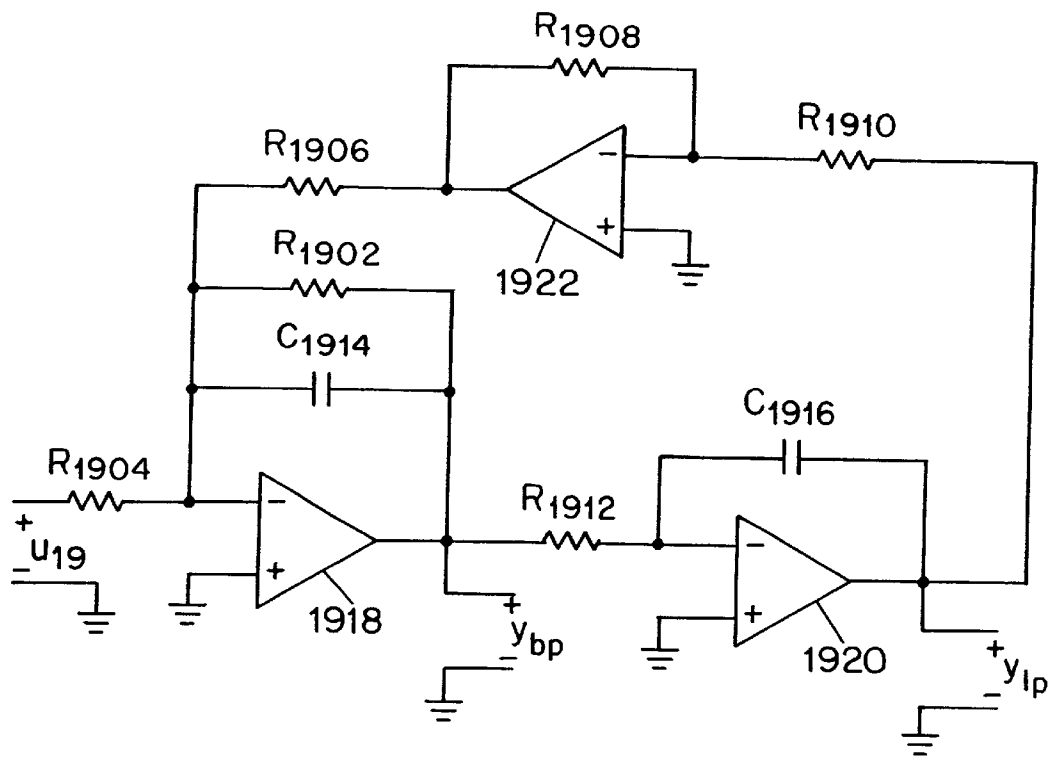 R1908
R1910
R1906
−
+
R1902
1922
C1914
C1916
R1904
−
R1912
+
u19
−
+
−
1918
+
ybp
−
+
1920
+
ylp
−